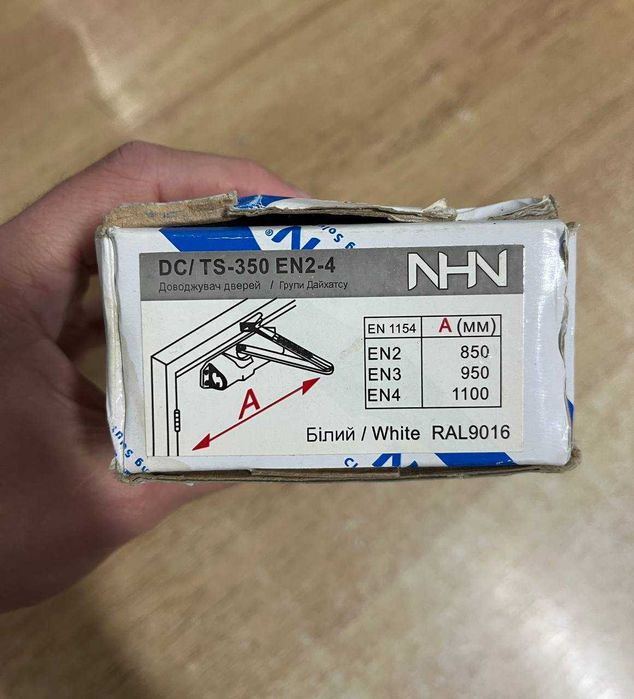 DC/ TS-350 EN2-4
NHN
Доводжувач дверей / Групи Дайхатсу
EN 1154 A (мм)
EN2 850
EN3 950
EN4 1100
A
Білий / White RAL9016